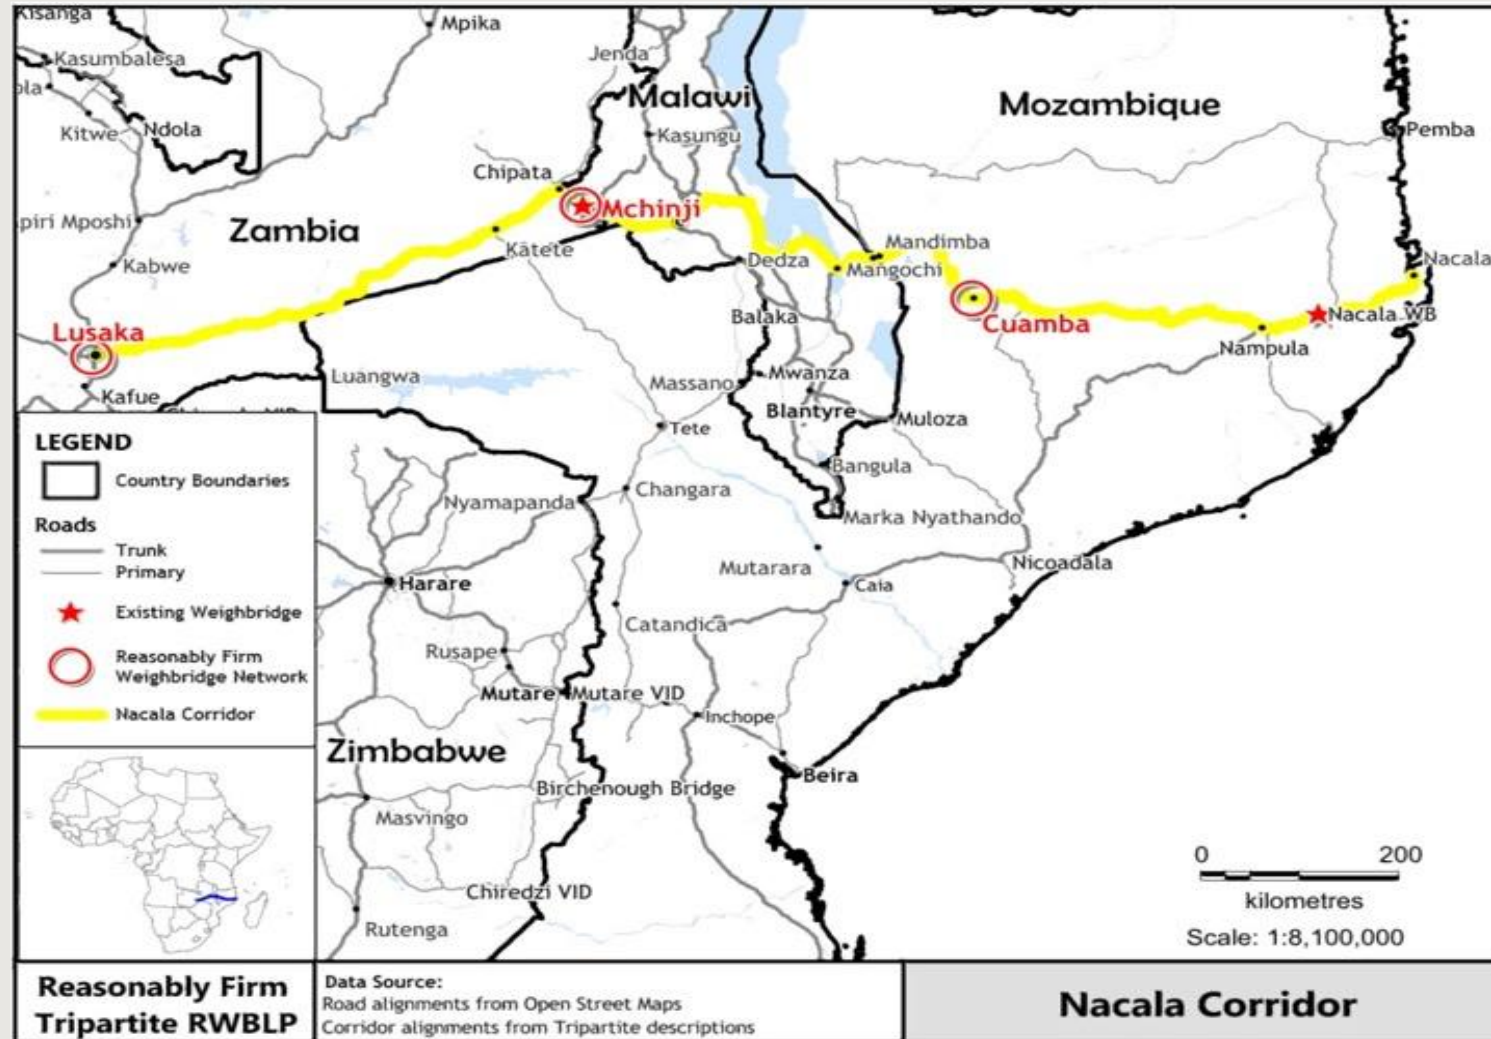 Kisanga
Mpika
Jenda
Kasumbalesa
Malawi
Mozambique
Kitwe
Ndola
Kasungu
Pemba
Chipata
Mchinji
piri Mposhi
Zambia
Katete
Mandimba
Kabwe
Dedza
Mangochi
Nacala
Lusaka
Balaka
Cuamba
Nacala WB
Nampula
Kafue
Luangwa
Massano
Mwanza
Blantyre
Muloza
Tete
Bangula
Nyamapanda
Changara
Marka Nyathando
Harare
Mutarara
Nicoadala
Caia
Catandica
Rusape
Mutare
Mutare VID
Inchope
Zimbabwe
Beira
Birchenough Bridge
Masvingo
Chiredzi VID
Rutenga
LEGEND
Country Boundaries
Roads
Trunk
Primary
Existing Weighbridge
Reasonably Firm
Weighbridge Network
Nacala Corridor
0 200
kilometres
Scale: 1:8,100,000
Reasonably Firm
Tripartite RWBLP
Data Source:
Road alignments from Open Street Maps
Corridor alignments from Tripartite descriptions
Nacala Corridor